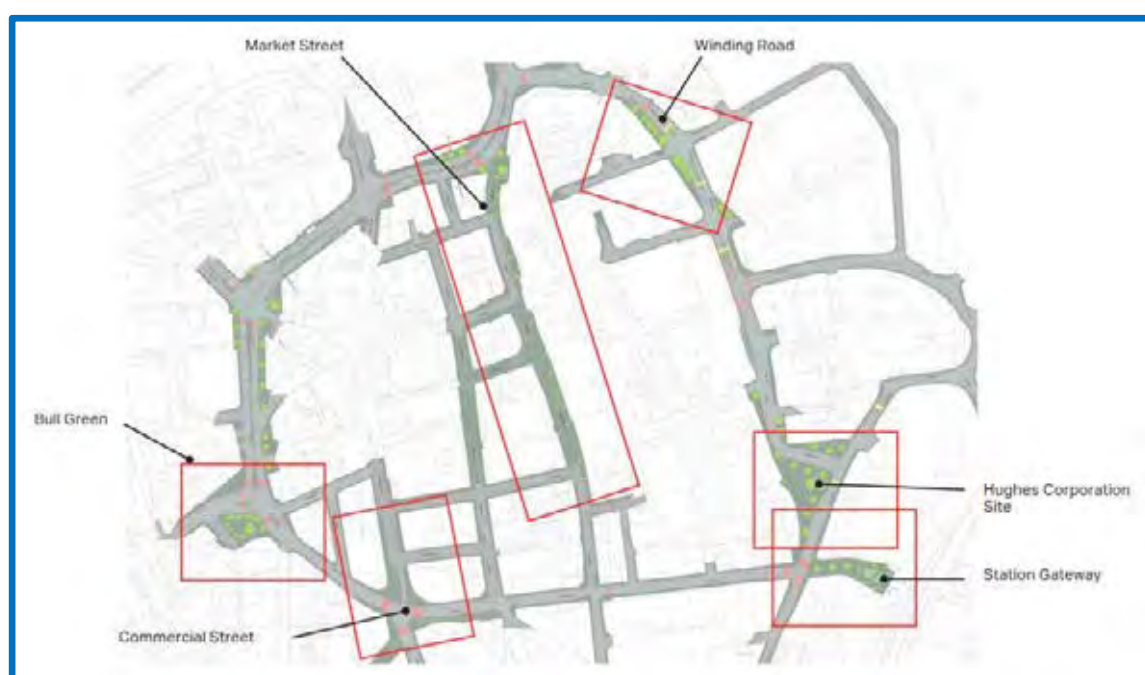 Market Street
Winding Road
Bull Green
Hughes Corporation
Site
Station Gateway
Commercial Street